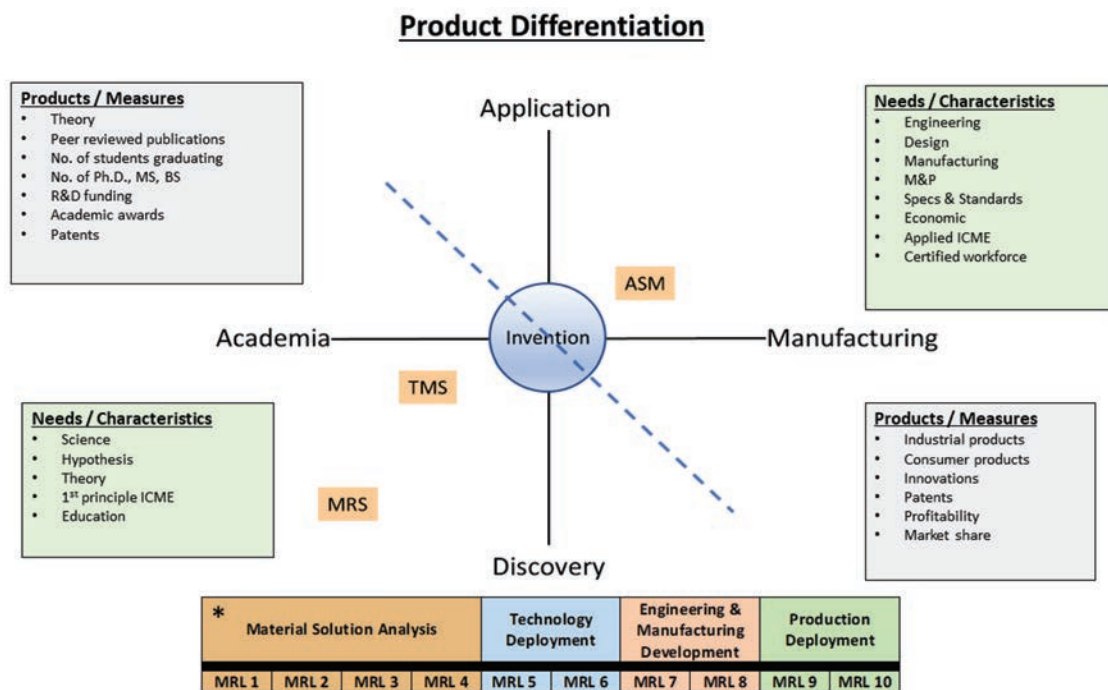 Product Differentiation
Products / Measures
• Theory
• Peer reviewed publications
• No. of students graduating
• No. of Ph.D., MS, BS
• R&D funding
• Academic awards
• Patents
Application
Needs / Characteristics
• Engineering
• Design
• Manufacturing
• M&P
• Specs & Standards
• Economic
• Applied ICME
• Certified workforce
ASM
Academia
Invention
Manufacturing
TMS
Needs / Characteristics
• Science
• Hypothesis
• Theory
• 1st principle ICME
• Education
MRS
Products / Measures
• Industrial products
• Consumer products
• Innovations
• Patents
• Profitability
• Market share
Discovery
*
Material Solution Analysis
Technology
Deployment
Engineering &
Manufacturing
Development
Production
Deployment
MRL 1 MRL 2 MRL 3 MRL 4 MRL 5 MRL 6 MRL 7 MRL 8 MRL 9 MRL 10